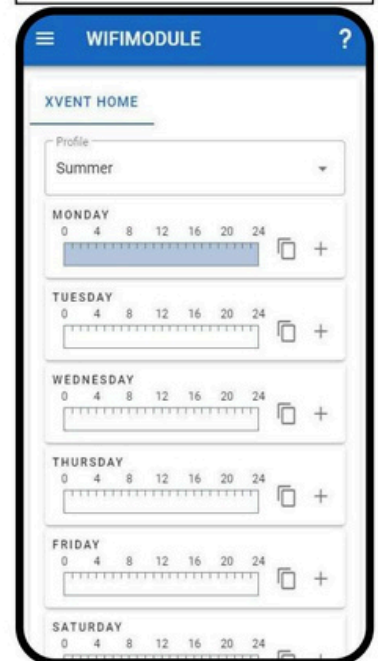 WIFIMODULE ?
XVENT HOME
Profile
Summer
MONDAY
0 4 8 12 16 20 24
+
TUESDAY
0 4 8 12 16 20 24
+
WEDNESDAY
0 4 8 12 16 20 24
+
THURSDAY
0 4 8 12 16 20 24
+
FRIDAY
0 4 8 12 16 20 24
+
SATURDAY
0 4 8 12 16 20 24